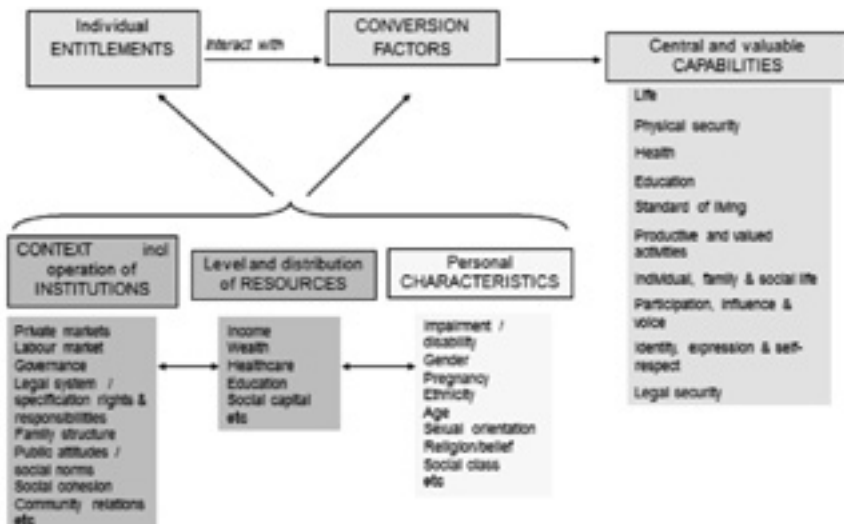 Individual
ENTITLEMENTS
Interact with
CONVERSION
FACTORS
Central and valuable
CAPABILITIES
Life
Physical security
Health
Education
Standard of living
Productive and valued
activities
Individual, family & social life
Participation, influence &
voice
Identity, expression & self-
respect
Legal security
CONTEXT incl
operation of
INSTITUTIONS
Level and distribution
of RESOURCES
Personal
CHARACTERISTICS
Private markets
Labour market
Governance
Legal system /
specification rights &
responsibilities
Family structure
Public attitudes /
social norms
Social cohesion
Community relations
etc
Income
Wealth
Healthcare
Education
Social capital
etc
Impairment /
disability
Gender
Pregnancy
Ethnicity
Age
Sexual orientation
Religion/belief
Social class
etc